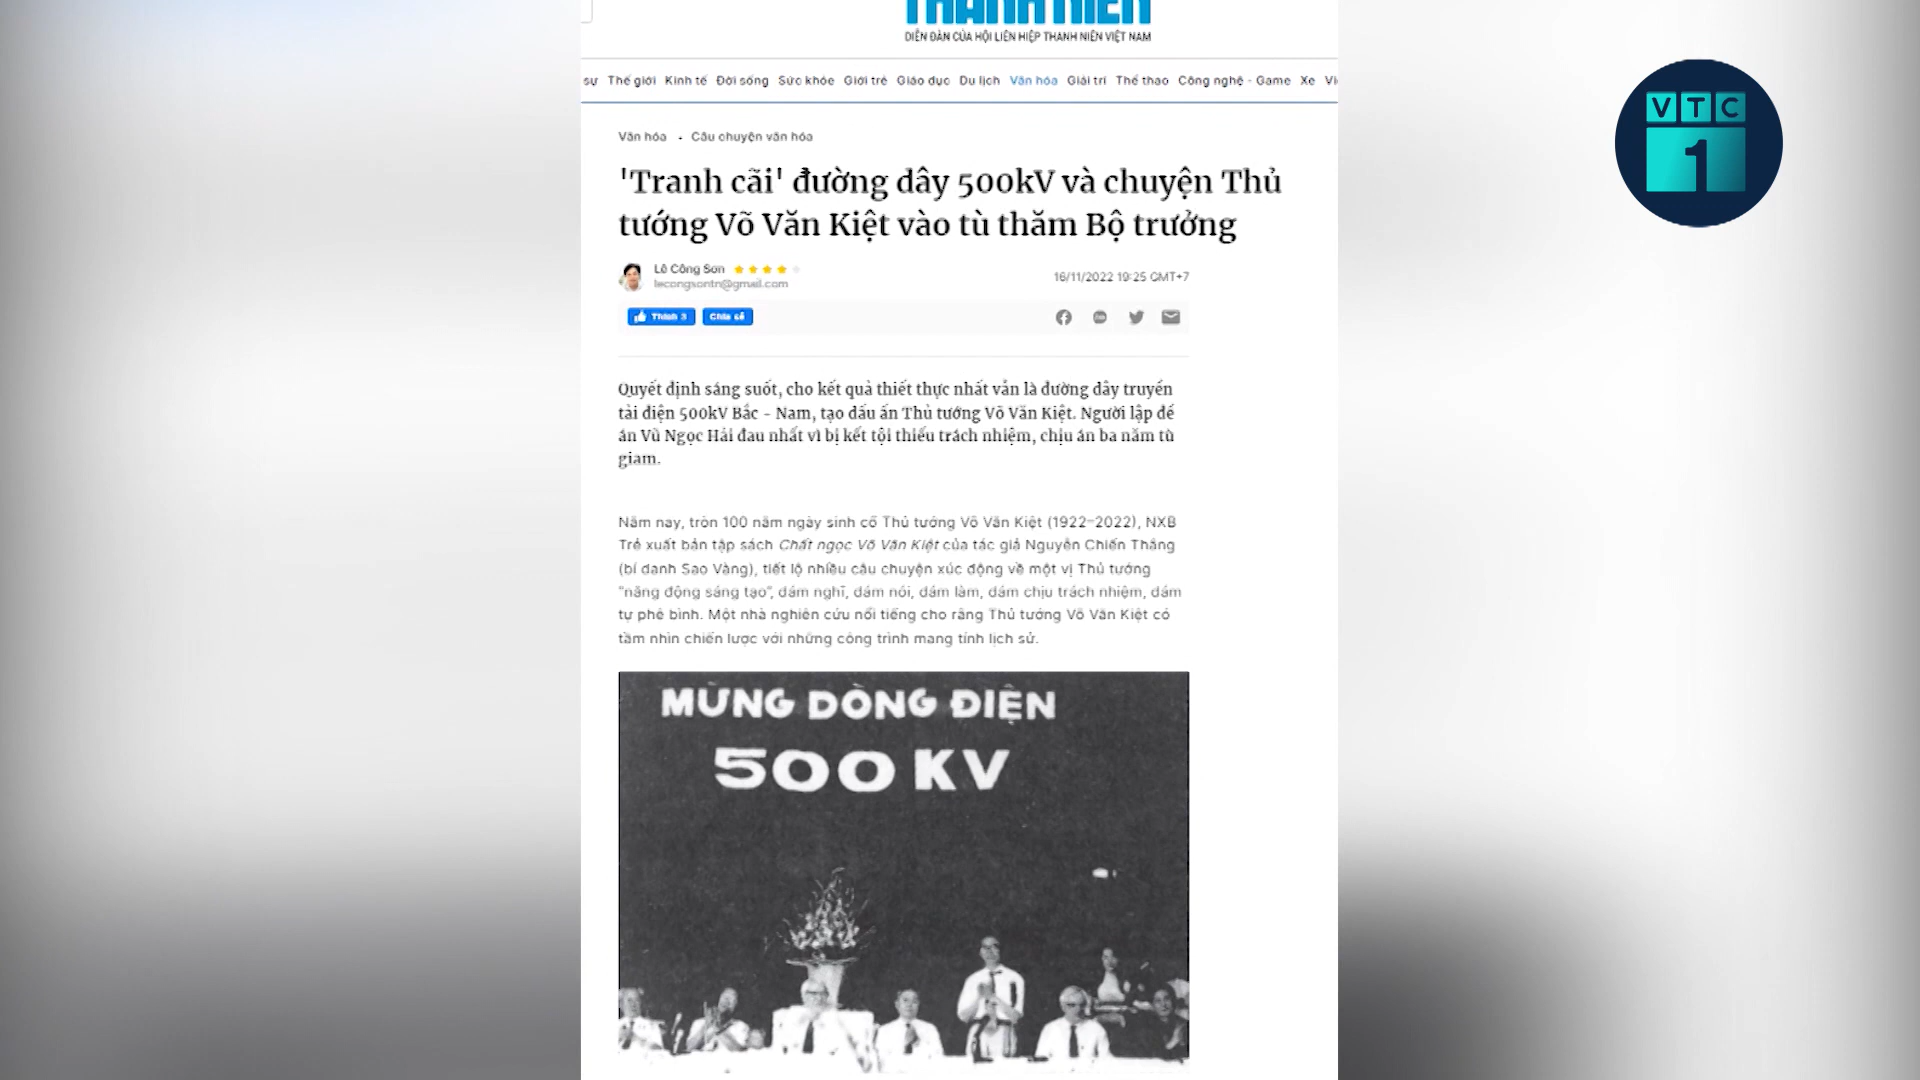 THANH NIÊN
DIỄN ĐÀN CỦA HỘI LIÊN HIỆP THANH NIÊN VIỆT NAM
VTC
1
sự Thế giới Kinh tế Đời sống Sức khỏe Giới trẻ Giáo dục Du lịch Văn hóa Giải trí Thể thao Công nghệ - Game Xe Vi
Văn hóa • Câu chuyện văn hóa
'Tranh cãi' đường dây 500kV và chuyện Thủ
tướng Võ Văn Kiệt vào tù thăm Bộ trưởng
Lê Công Sơn
lecongsontn@gmail.com
16/11/2022 19:25 GMT+7
Thích 3 Chia sẻ
Quyết định sáng suốt, cho kết quả thiết thực nhất vẫn là đường dây truyền
tải điện 500kV Bắc - Nam, tạo dấu ấn Thủ tướng Võ Văn Kiệt. Người lập đề
án Vũ Ngọc Hải đau nhất vì bị kết tội thiếu trách nhiệm, chịu án ba năm tù
giam.
Năm nay, tròn 100 năm ngày sinh cố Thủ tướng Võ Văn Kiệt (1922-2022), NXB
Trẻ xuất bản tập sách Chất ngọc Võ Văn Kiệt của tác giả Nguyễn Chiến Thắng
(bí danh Sao Vàng), tiết lộ nhiều câu chuyện xúc động về một vị Thủ tướng
"năng động sáng tạo", dám nghĩ, dám nói, dám làm, dám chịu trách nhiệm, dám
tự phê bình. Một nhà nghiên cứu nổi tiếng cho rằng Thủ tướng Võ Văn Kiệt có
tầm nhìn chiến lược với những công trình mang tính lịch sử.
MỪNG DÒNG ĐIỆN
500 KV